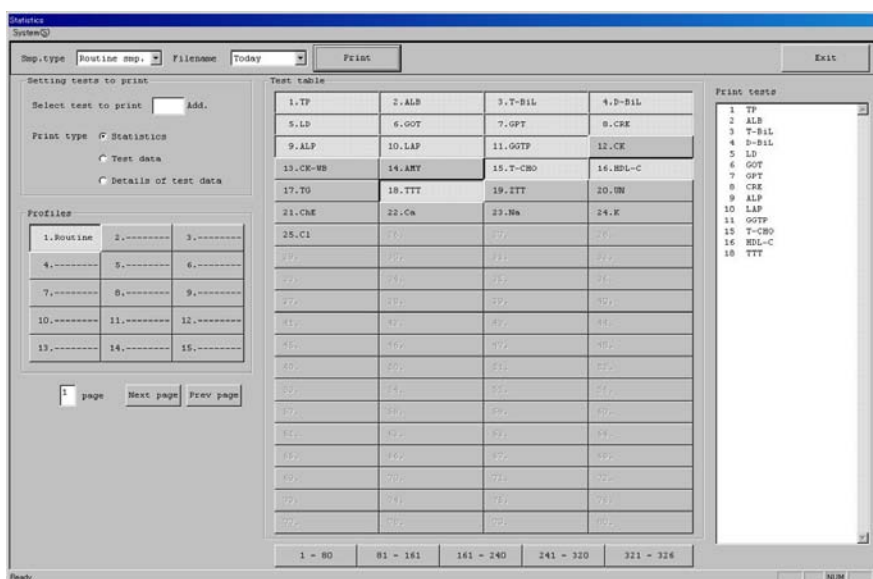 Statistics
System(S)
Smp.type Routine smp. Filename Today Print Exit
Setting tests to print
Select test to print Add.
Print type Statistics
Test data
Details of test data
Profiles
1.Routine 2.-------- 3.--------
4.-------- 5.-------- 6.--------
7.-------- 8.-------- 9.--------
10.-------- 11.-------- 12.--------
13.-------- 14.-------- 15.--------
1 page Next page Prev page
Test table
1.TP 2.ALB 3.T-BiL 4.D-BiL
5.LD 6.GOT 7.GPT 8.CRE
9.ALP 10.LAP 11.GGTP 12.CK
13.CK-WB 14.AMY 15.T-CHO 16.HDL-C
17.TG 18.TTT 19.ZTT 20.UN
21.ChE 22.Ca 23.Na 24.K
25.Cl
1 - 80 81 - 161 161 - 240 241 - 320 321 - 326
Print tests
1 TP
2 ALB
3 T-BiL
4 D-BiL
5 LD
6 GOT
7 GPT
8 CRE
9 ALP
10 LAP
11 GGTP
15 T-CHO
16 HDL-C
18 TTT
Ready NUM